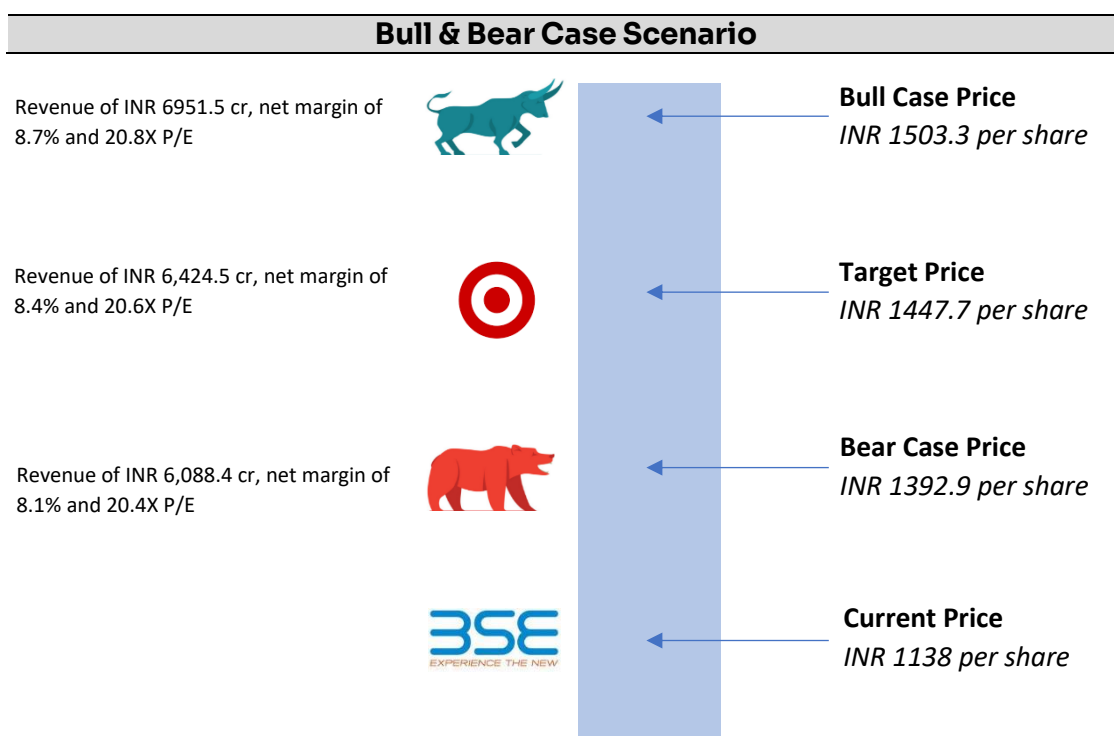 Bull & Bear Case Scenario
Revenue of INR 6951.5 cr, net margin of
8.7% and 20.8X P/E
Bull Case Price
INR 1503.3 per share
Revenue of INR 6,424.5 cr, net margin of
8.4% and 20.6X P/E
Target Price
INR 1447.7 per share
Revenue of INR 6,088.4 cr, net margin of
8.1% and 20.4X P/E
Bear Case Price
INR 1392.9 per share
BSE
EXPERIENCE THE NEW
Current Price
INR 1138 per share